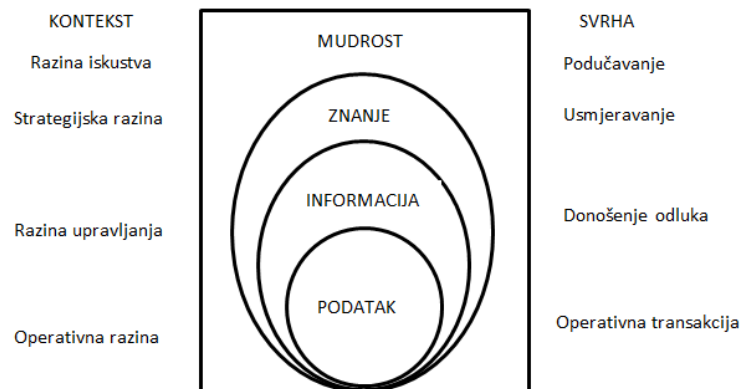 KONTEKST
SVRHA
MUDROST
Razina iskustva
Podučavanje
Strategijska razina
ZNANJE
Usmjeravanje
INFORMACIJA
Razina upravljanja
Donošenje odluka
PODATAK
Operativna razina
Operativna transakcija